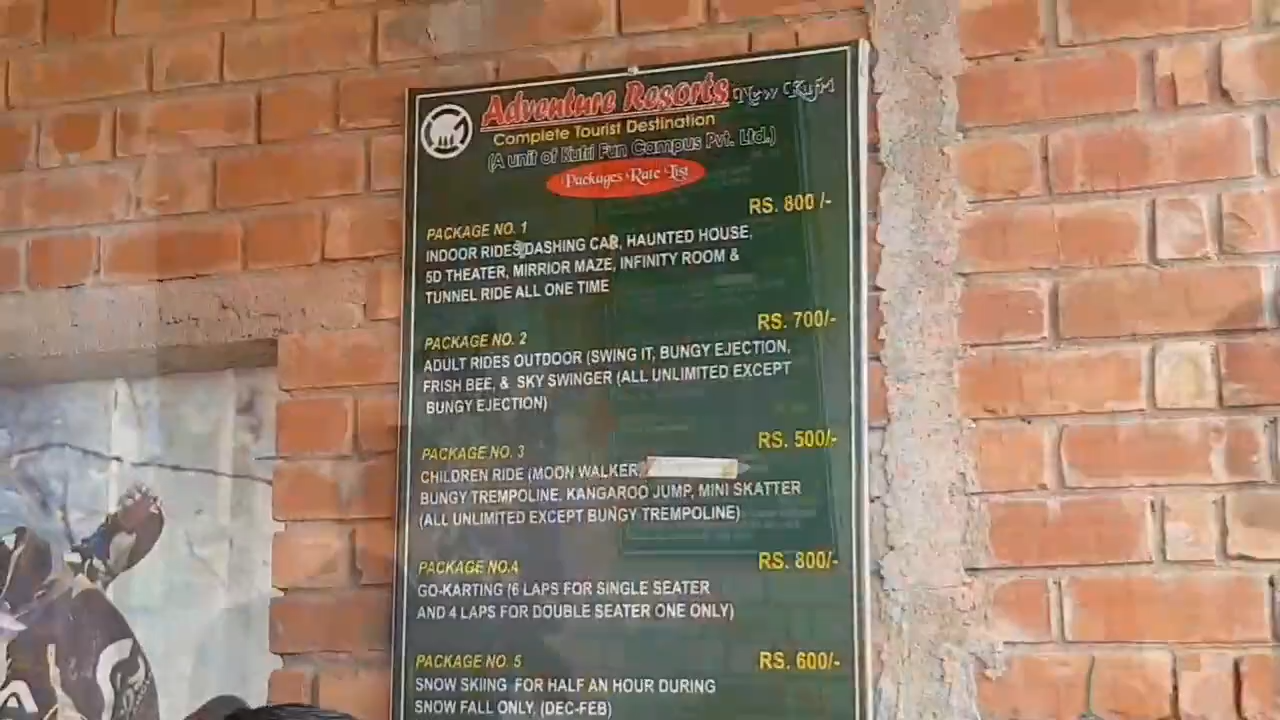 Adventure Resorts New Kufri
Complete Tourist Destination
(A unit of Kufri Fun Campus Pvt. Ltd.)
Packages Rate List
RS. 800 /-
PACKAGE NO. 1
INDOOR RIDES DASHING CAR, HAUNTED HOUSE,
5D THEATER, MIRRIOR MAZE, INFINITY ROOM &
TUNNEL RIDE ALL ONE TIME
RS. 700/-
PACKAGE NO. 2
ADULT RIDES OUTDOOR (SWING IT, BUNGY EJECTION,
FRISH BEE, & SKY SWINGER (ALL UNLIMITED EXCEPT
BUNGY EJECTION)
RS. 500/-
PACKAGE NO. 3
CHILDREN RIDE (MOON WALKER,
BUNGY TREMPOLINE, KANGAROO JUMP, MINI SKATTER
(ALL UNLIMITED EXCEPT BUNGY TREMPOLINE)
RS. 800/-
PACKAGE NO.4
GO-KARTING (6 LAPS FOR SINGLE SEATER
AND 4 LAPS FOR DOUBLE SEATER ONE ONLY)
RS. 600/-
PACKAGE NO. 5
SNOW SKIING FOR HALF AN HOUR DURING
SNOW FALL ONLY, (DEC-FEB)